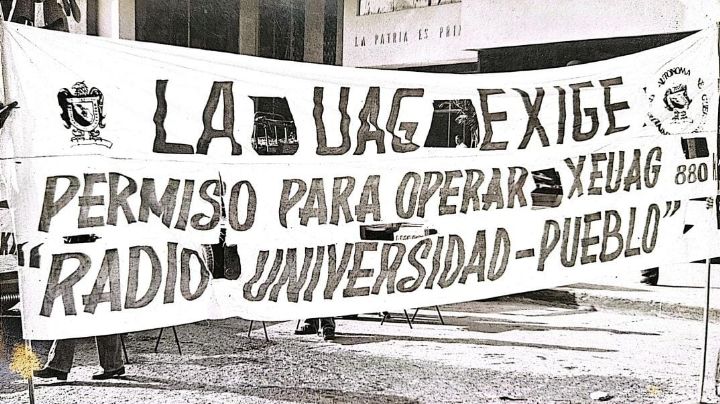 LA PATRIA ES PRI
LA UAG EXIGE
PERMISO PARA OPERAR XEUAG 880
"RADIO UNIVERSIDAD-PUEBLO"